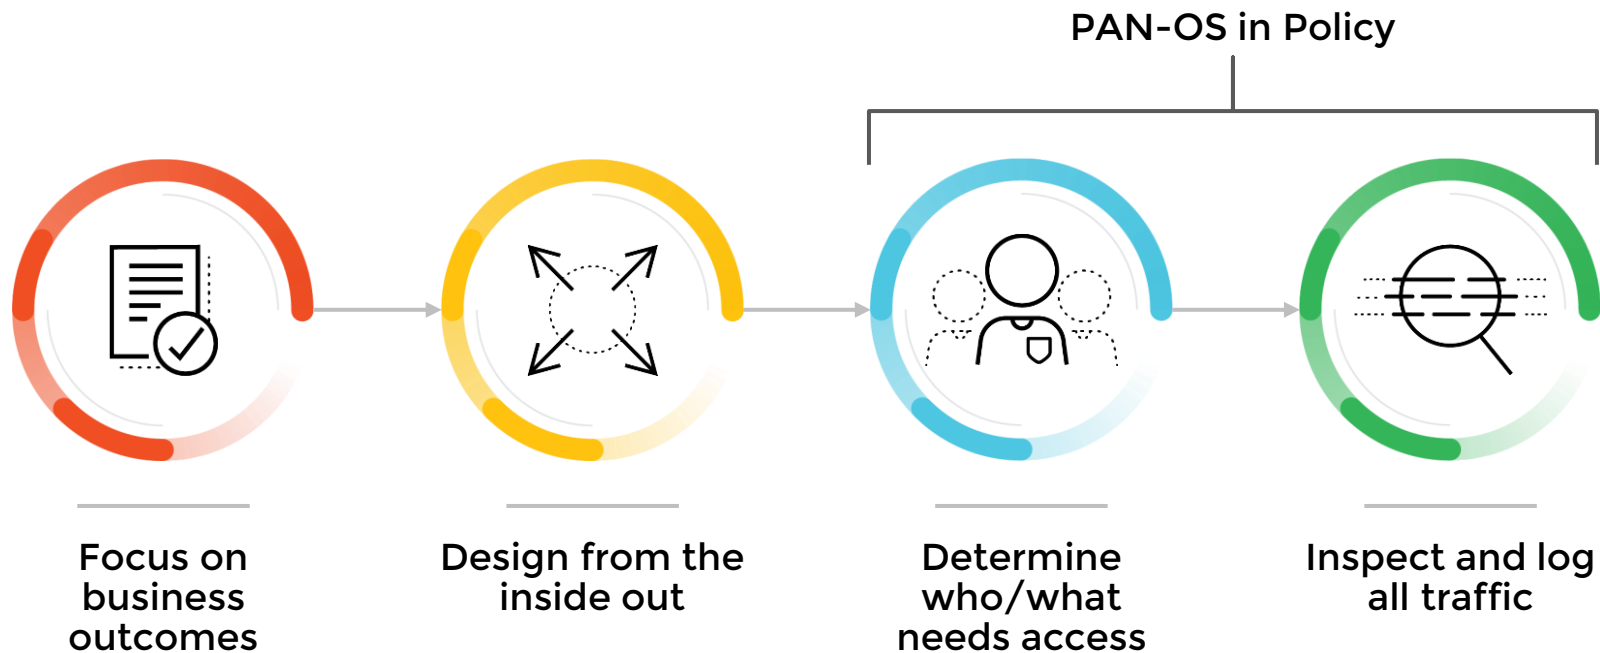 PAN-OS in Policy
Focus on
business
outcomes
Design from the
inside out
Determine
who/what
needs access
Inspect and log
all traffic